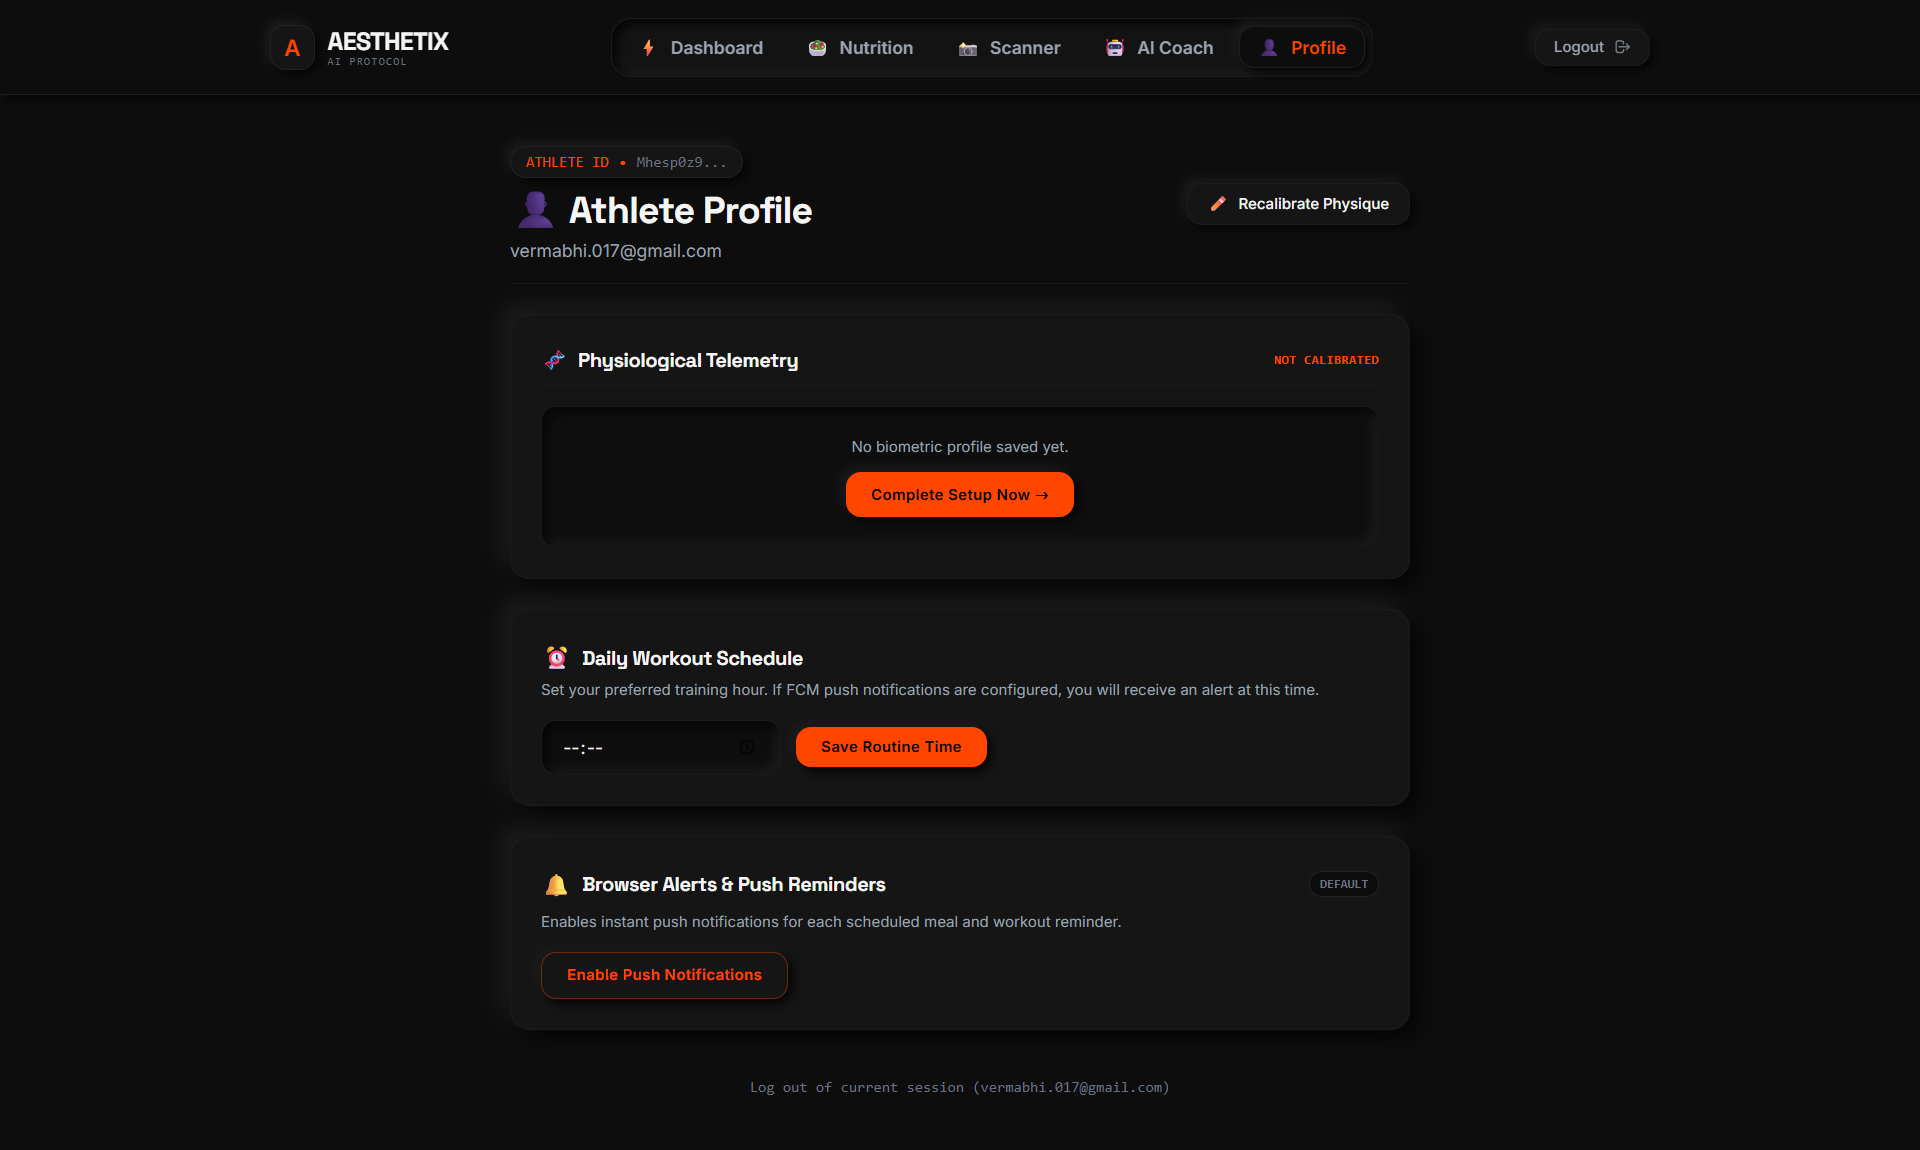 A
AESTHETIX
AI PROTOCOL
Dashboard
Nutrition
Scanner
AI Coach
Profile
Logout
ATHLETE ID • Mhesp0z9...
Athlete Profile
vermabhi.017@gmail.com
Recalibrate Physique
Physiological Telemetry
NOT CALIBRATED
No biometric profile saved yet.
Complete Setup Now →
Daily Workout Schedule
Set your preferred training hour. If FCM push notifications are configured, you will receive an alert at this time.
--:--
Save Routine Time
Browser Alerts & Push Reminders
DEFAULT
Enables instant push notifications for each scheduled meal and workout reminder.
Enable Push Notifications
Log out of current session (vermabhi.017@gmail.com)